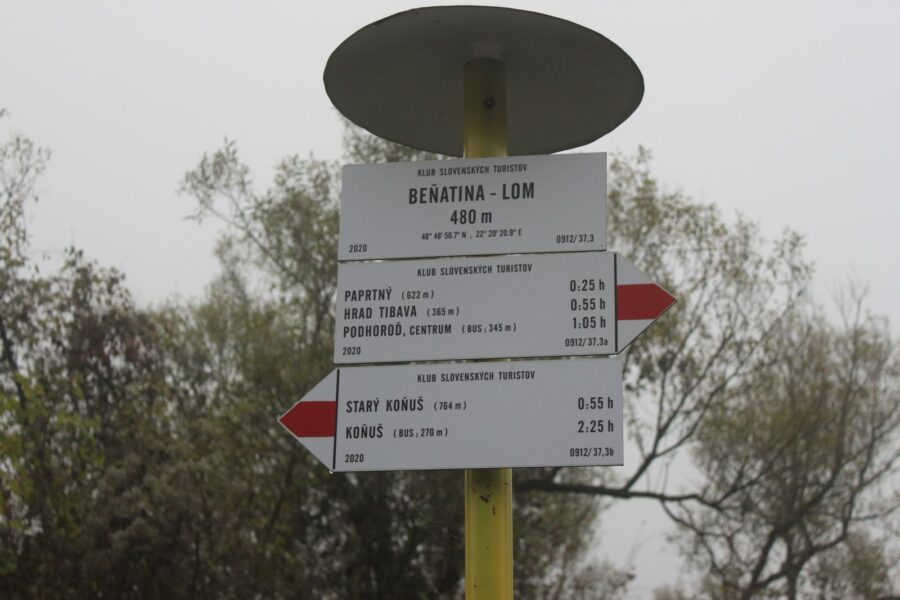 KLUB SLOVENSKÝCH TURISTOV
BEŇATINA - LOM
480 m
48° 48' 50.7" N , 22° 20' 20.9" E
2020 0912/37,3
KLUB SLOVENSKÝCH TURISTOV
PAPRTNÝ (622 m) 0:25 h
HRAD TIBAVA (365 m) 0:55 h
PODHOROĎ, CENTRUM (BUS; 345 m) 1:05 h
2020 0912/37,3a
KLUB SLOVENSKÝCH TURISTOV
STARÝ KOŇUŠ (764 m) 0:55 h
KOŇUŠ (BUS; 270 m) 2:25 h
2020 0912/37,3b